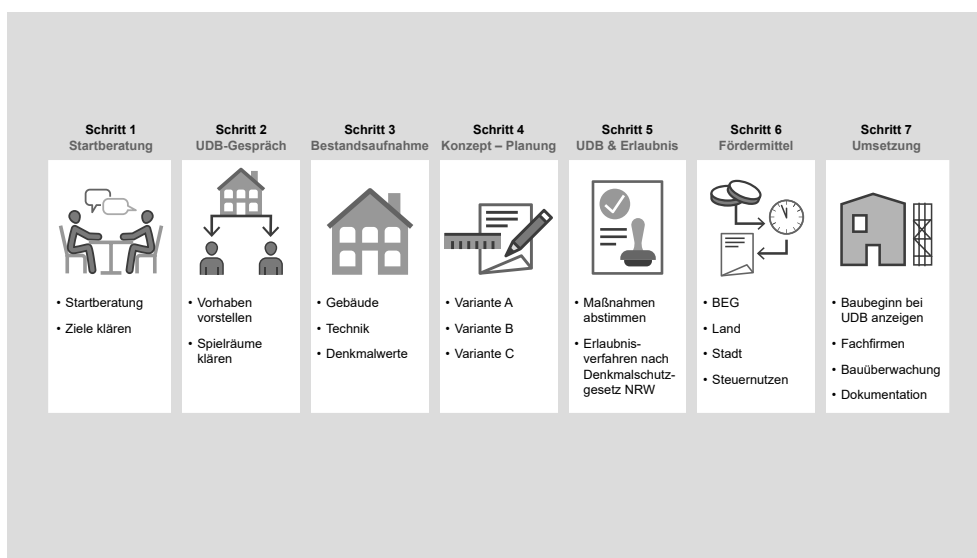 Schritt 1
Startberatung
• Startberatung
• Ziele klären
Schritt 2
UDB-Gespräch
• Vorhaben
vorstellen
• Spielräume
klären
Schritt 3
Bestandsaufnahme
• Gebäude
• Technik
• Denkmalwerte
Schritt 4
Konzept – Planung
• Variante A
• Variante B
• Variante C
Schritt 5
UDB & Erlaubnis
• Maßnahmen
abstimmen
• Erlaubnis-
verfahren nach
Denkmalschutz-
gesetz NRW
Schritt 6
Fördermittel
• BEG
• Land
• Stadt
• Steuernutzen
Schritt 7
Umsetzung
• Baubeginn bei
UDB anzeigen
• Fachfirmen
• Bauüberwachung
• Dokumentation